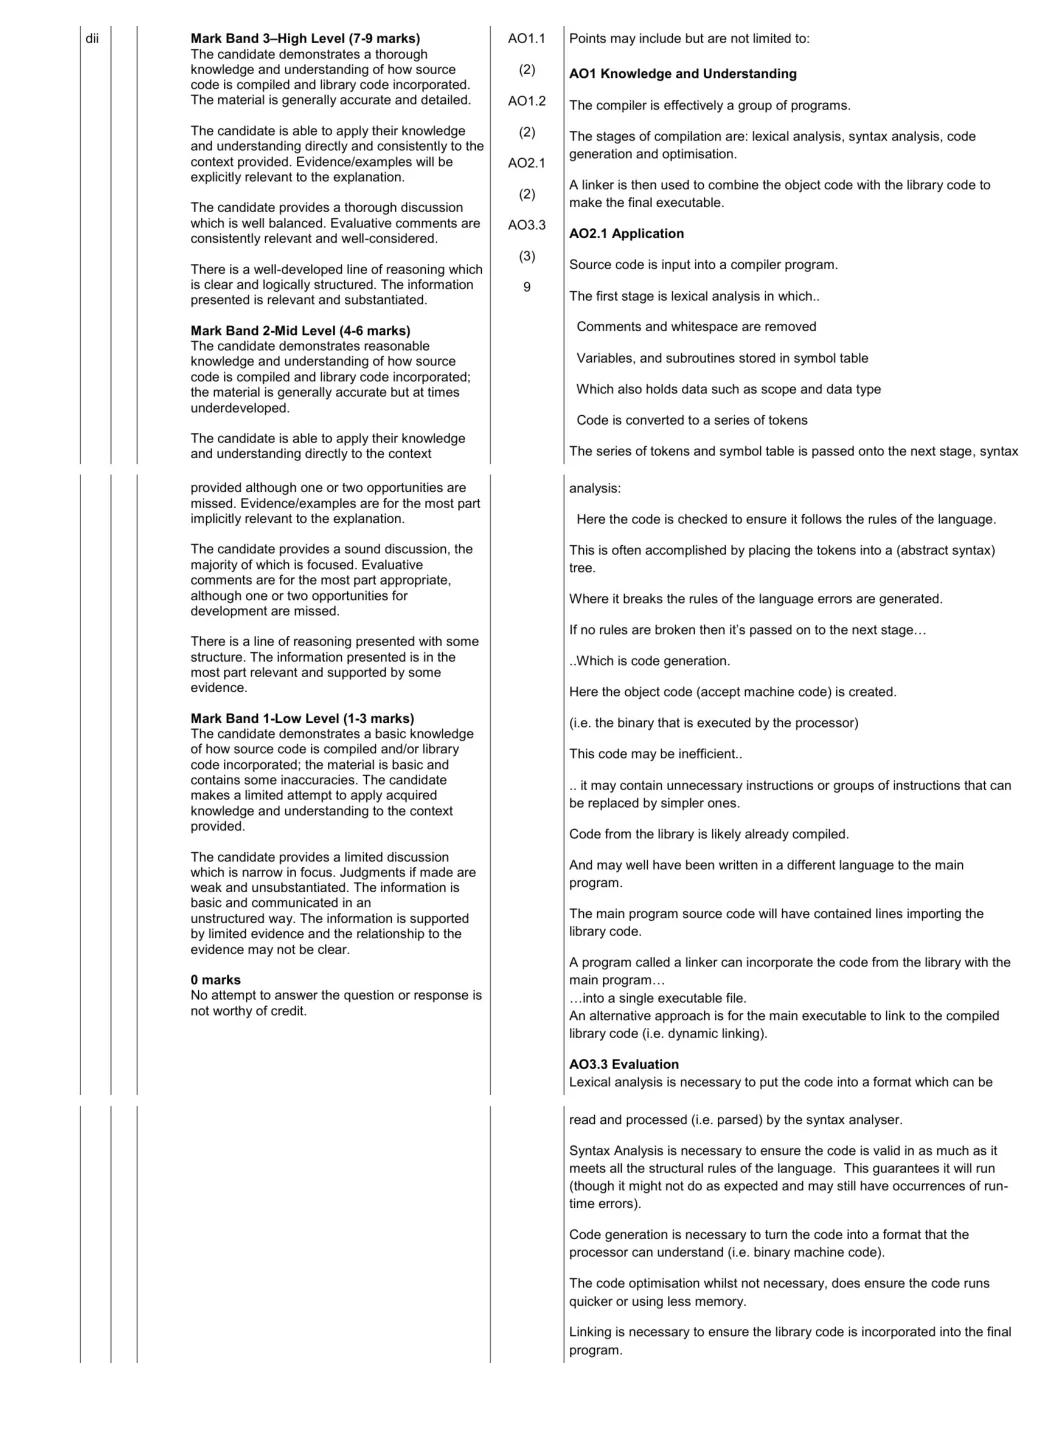 dii
Mark Band 3–High Level (7-9 marks)
The candidate demonstrates a thorough
knowledge and understanding of how source
code is compiled and library code incorporated.
The material is generally accurate and detailed.
The candidate is able to apply their knowledge
and understanding directly and consistently to the
context provided. Evidence/examples will be
explicitly relevant to the explanation.
The candidate provides a thorough discussion
which is well balanced. Evaluative comments are
consistently relevant and well-considered.
There is a well-developed line of reasoning which
is clear and logically structured. The information
presented is relevant and substantiated.
Mark Band 2-Mid Level (4-6 marks)
The candidate demonstrates reasonable
knowledge and understanding of how source
code is compiled and library code incorporated;
the material is generally accurate but at times
underdeveloped.
The candidate is able to apply their knowledge
and understanding directly to the context
provided although one or two opportunities are
missed. Evidence/examples are for the most part
implicitly relevant to the explanation.
The candidate provides a sound discussion, the
majority of which is focused. Evaluative
comments are for the most part appropriate,
although one or two opportunities for
development are missed.
There is a line of reasoning presented with some
structure. The information presented is in the
most part relevant and supported by some
evidence.
Mark Band 1-Low Level (1-3 marks)
The candidate demonstrates a basic knowledge
of how source code is compiled and/or library
code incorporated; the material is basic and
contains some inaccuracies. The candidate
makes a limited attempt to apply acquired
knowledge and understanding to the context
provided.
The candidate provides a limited discussion
which is narrow in focus. Judgments if made are
weak and unsubstantiated. The information is
basic and communicated in an
unstructured way. The information is supported
by limited evidence and the relationship to the
evidence may not be clear.
0 marks
No attempt to answer the question or response is
not worthy of credit.
AO1.1
(2)
AO1.2
(2)
AO2.1
(2)
AO3.3
(3)
9
Points may include but are not limited to:
AO1 Knowledge and Understanding
The compiler is effectively a group of programs.
The stages of compilation are: lexical analysis, syntax analysis, code
generation and optimisation.
A linker is then used to combine the object code with the library code to
make the final executable.
AO2.1 Application
Source code is input into a compiler program.
The first stage is lexical analysis in which..
Comments and whitespace are removed
Variables, and subroutines stored in symbol table
Which also holds data such as scope and data type
Code is converted to a series of tokens
The series of tokens and symbol table is passed onto the next stage, syntax
analysis:
Here the code is checked to ensure it follows the rules of the language.
This is often accomplished by placing the tokens into a (abstract syntax)
tree.
Where it breaks the rules of the language errors are generated.
If no rules are broken then it's passed on to the next stage…
..Which is code generation.
Here the object code (accept machine code) is created.
(i.e. the binary that is executed by the processor)
This code may be inefficient..
.. it may contain unnecessary instructions or groups of instructions that can
be replaced by simpler ones.
Code from the library is likely already compiled.
And may well have been written in a different language to the main
program.
The main program source code will have contained lines importing the
library code.
A program called a linker can incorporate the code from the library with the
main program…
…into a single executable file.
An alternative approach is for the main executable to link to the compiled
library code (i.e. dynamic linking).
AO3.3 Evaluation
Lexical analysis is necessary to put the code into a format which can be
read and processed (i.e. parsed) by the syntax analyser.
Syntax Analysis is necessary to ensure the code is valid in as much as it
meets all the structural rules of the language. This guarantees it will run
(though it might not do as expected and may still have occurrences of run-
time errors).
Code generation is necessary to turn the code into a format that the
processor can understand (i.e. binary machine code).
The code optimisation whilst not necessary, does ensure the code runs
quicker or using less memory.
Linking is necessary to ensure the library code is incorporated into the final
program.